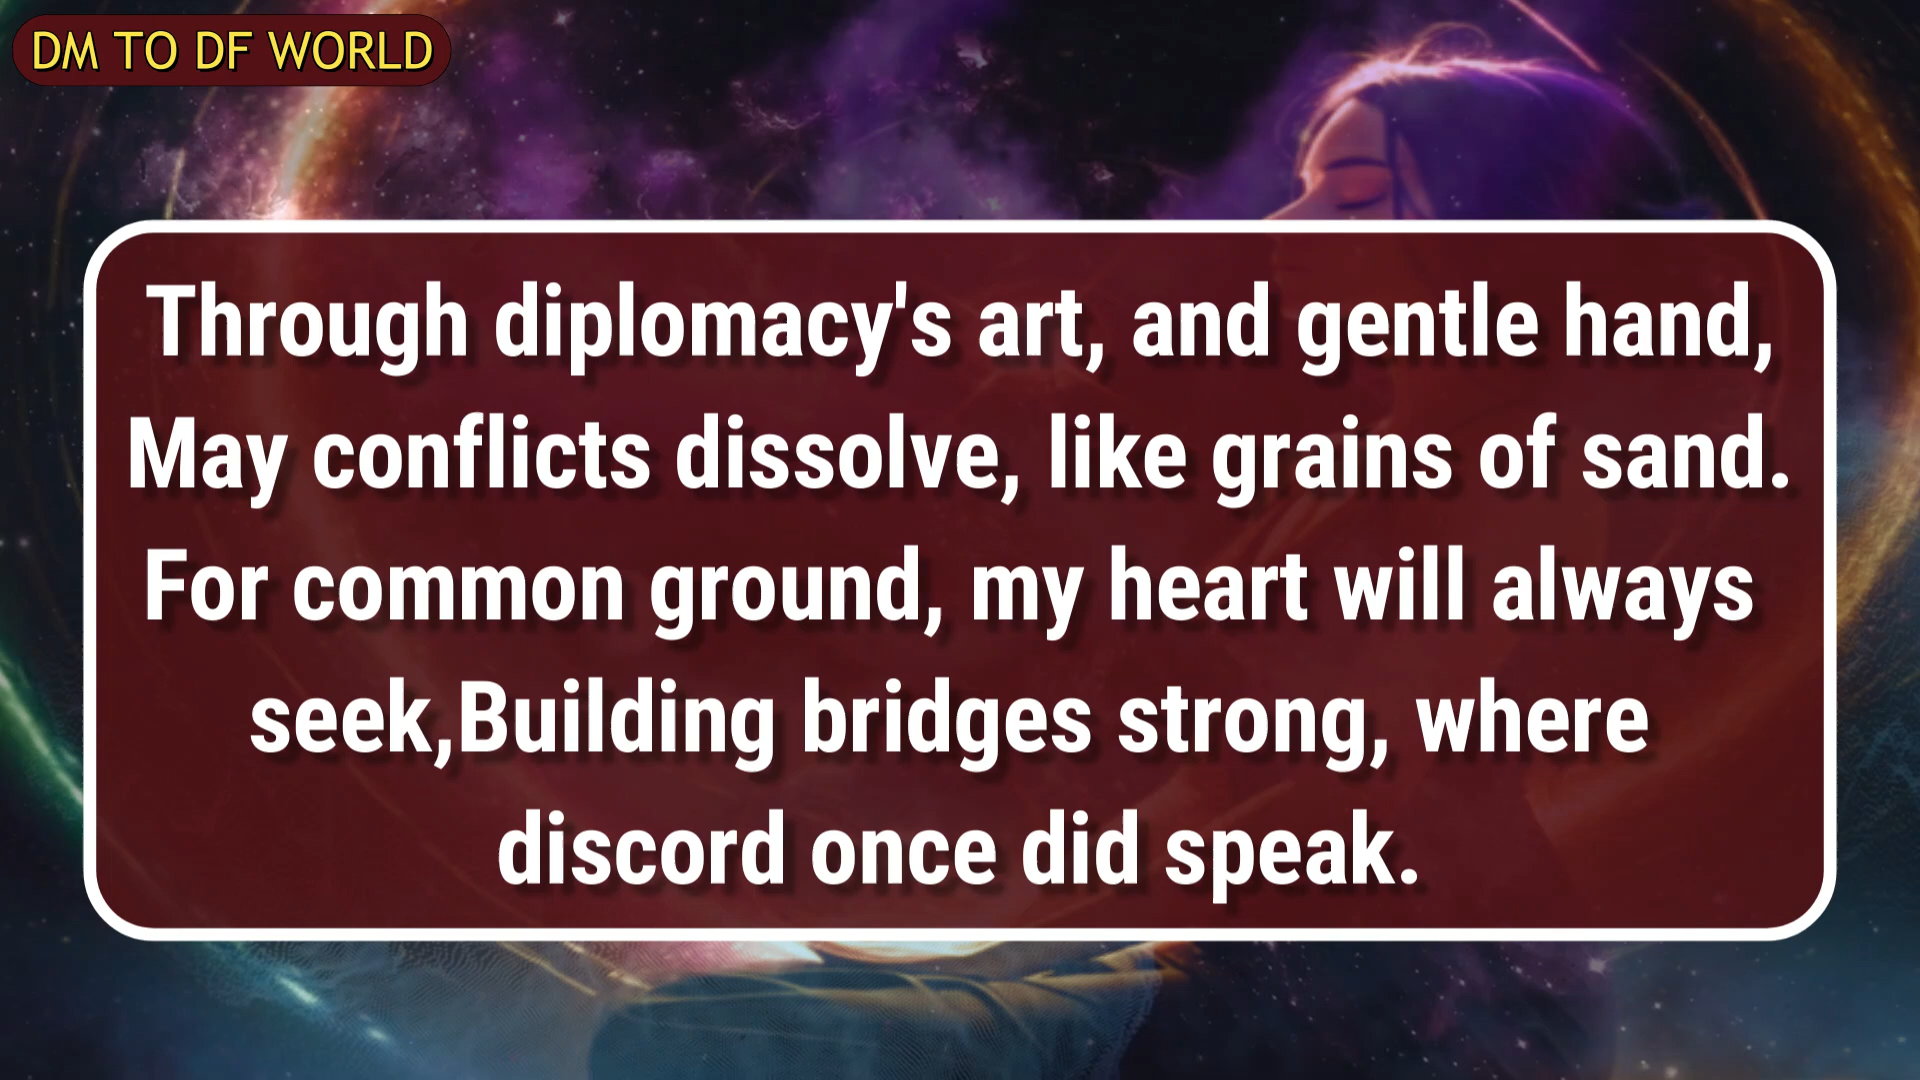 DM TO DF WORLD
Through diplomacy's art, and gentle hand,
May conflicts dissolve, like grains of sand.
For common ground, my heart will always
seek,Building bridges strong, where
discord once did speak.